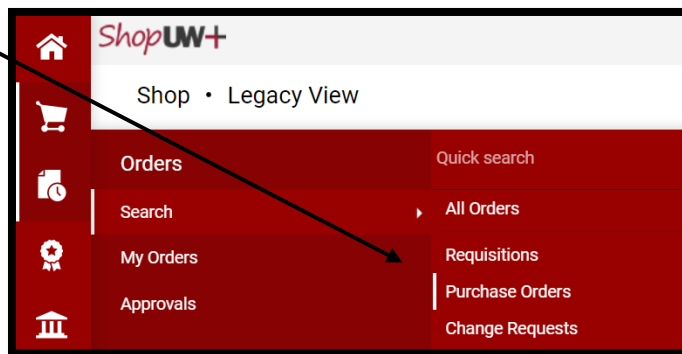 ShopUW+
Shop • Legacy View
Orders
Quick search
Search
All Orders
My Orders
Requisitions
Approvals
Purchase Orders
Change Requests